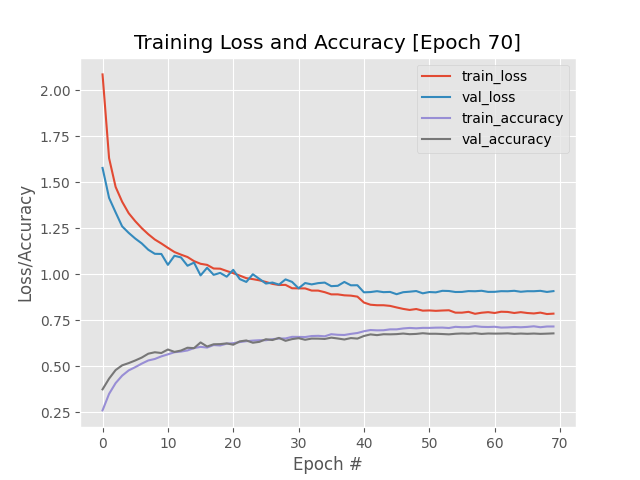 Training Loss and Accuracy [Epoch 70]
train_loss
val_loss
train_accuracy
val_accuracy
2.00
1.75
1.50
1.25
1.00
0.75
0.50
0.25
Loss/Accuracy
0 10 20 30 40 50 60 70
Epoch #